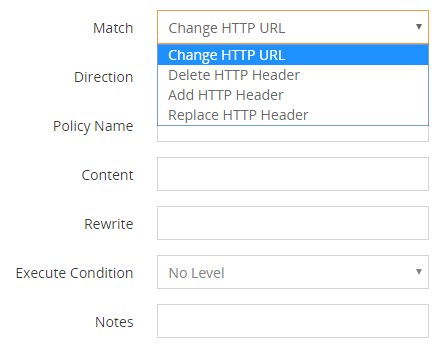 Match Change HTTP URL
Change HTTP URL
Direction Delete HTTP Header
Add HTTP Header
Replace HTTP Header
Policy Name
Content
Rewrite
Execute Condition No Level
Notes